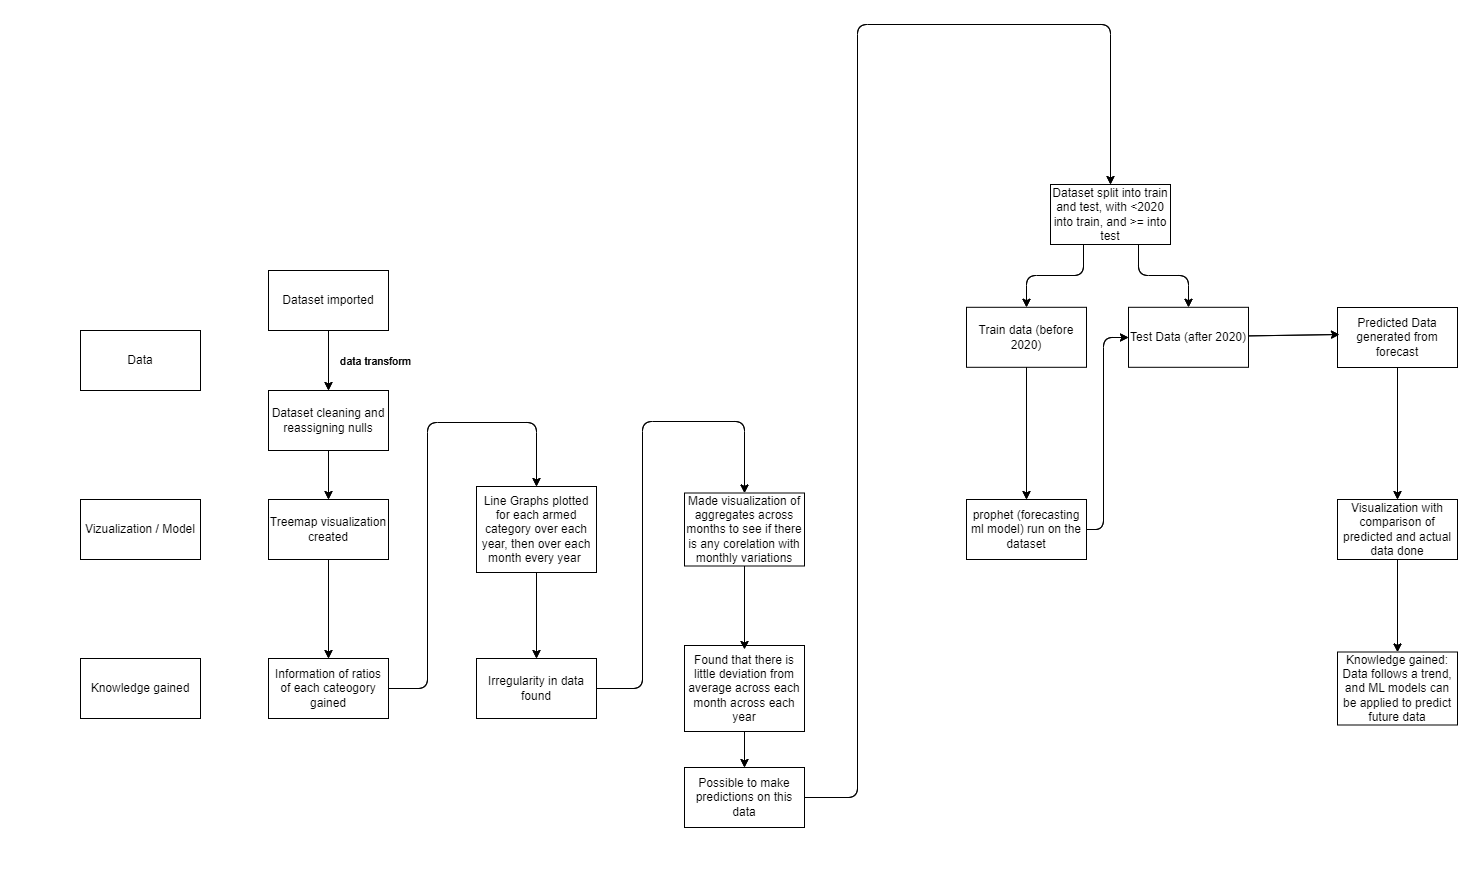 Data
Vizualization / Model
Knowledge gained
Dataset imported
data transform
Dataset cleaning and
reassigning nulls
Treemap visualization
created
Information of ratios
of each cateogory
gained
Line Graphs plotted
for each armed
category over each
year, then over each
month every year
Irregularity in data
found
Made visualization of
aggregates across
months to see if there
is any corelation with
monthly variations
Found that there is
little deviation from
average across each
month across each
year
Possible to make
predictions on this
data
Dataset split into train
and test, with <2020
into train, and >= into
test
Train data (before
2020)
prophet (forecasting
ml model) run on the
dataset
Test Data (after 2020)
Predicted Data
generated from
forecast
Visualization with
comparison of
predicted and actual
data done
Knowledge gained:
Data follows a trend,
and ML models can
be applied to predict
future data